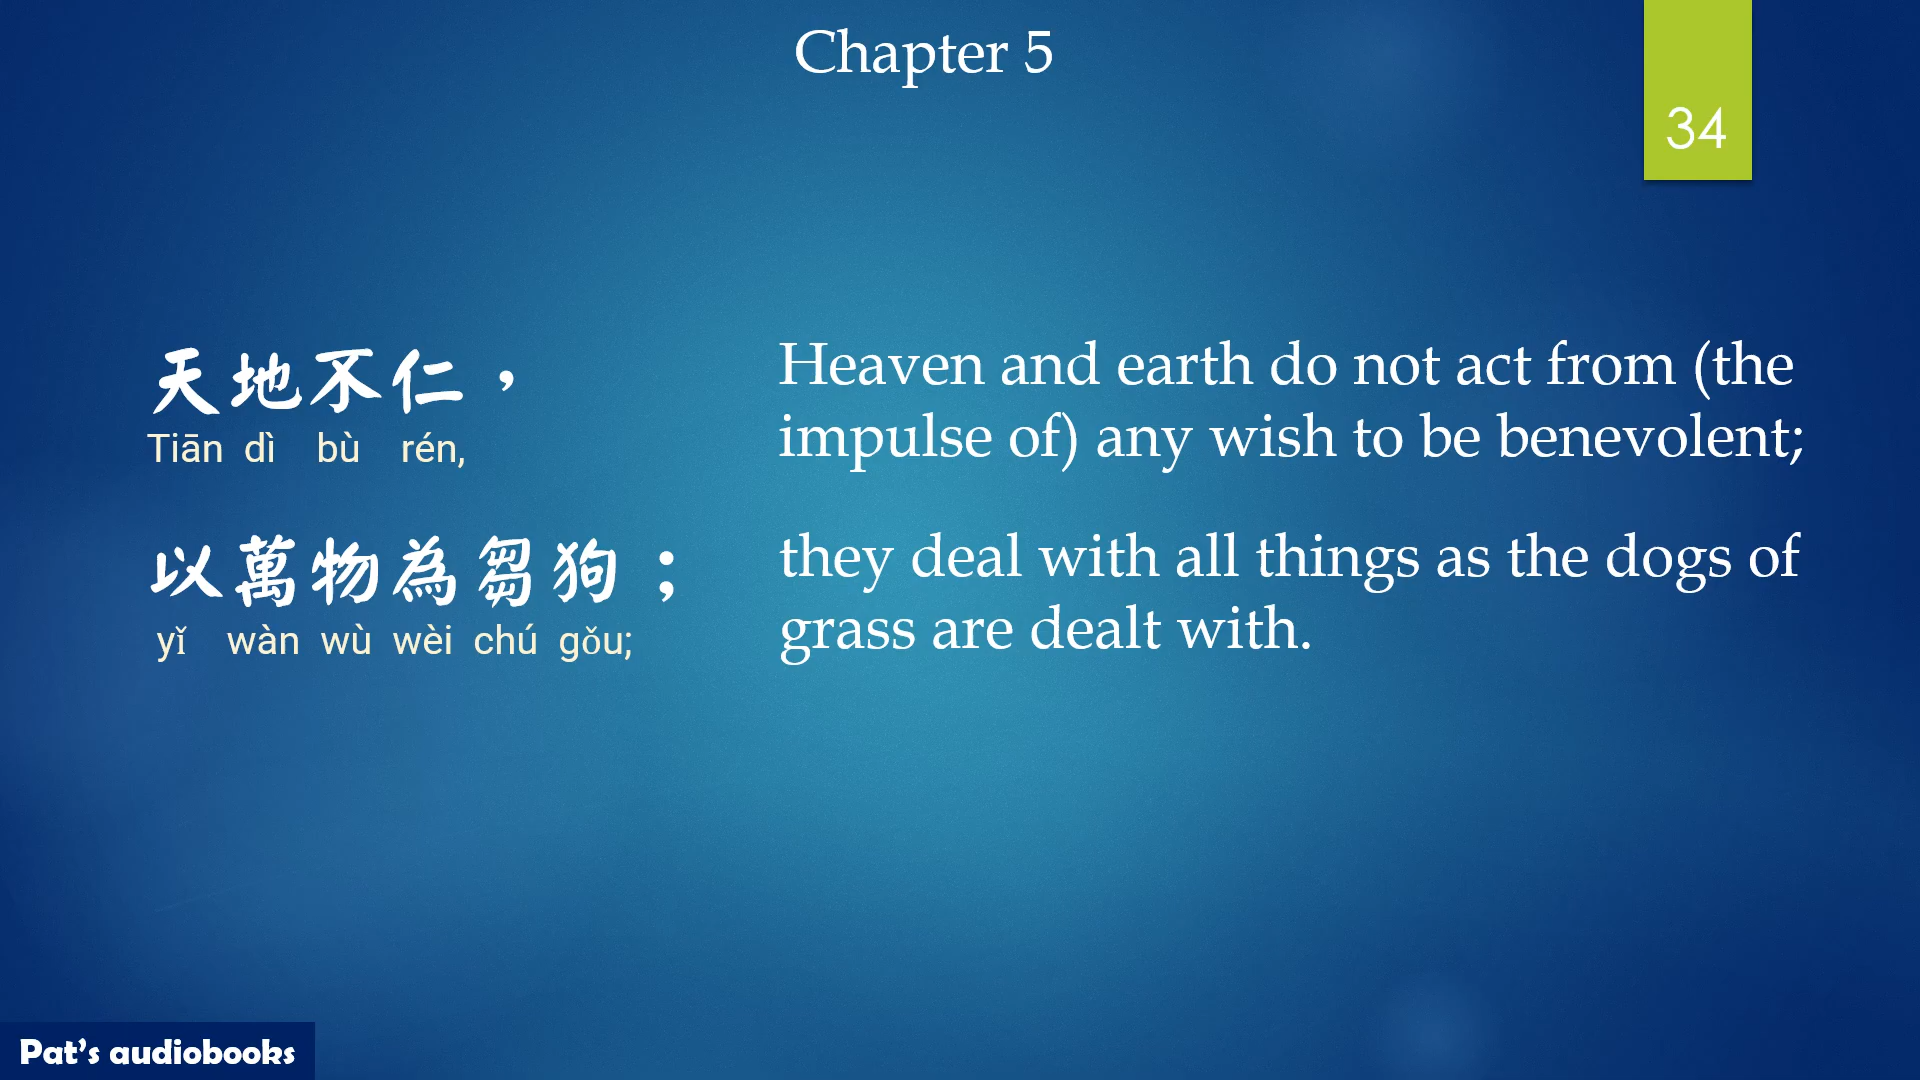 Chapter 5
34
天地不仁，
Tiān dì bù rén,
Heaven and earth do not act from (the
impulse of) any wish to be benevolent;
以萬物為芻狗；
yǐ wàn wù wèi chú gǒu;
they deal with all things as the dogs of
grass are dealt with.
Pat's audiobooks